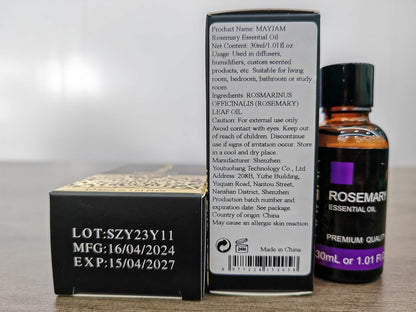 Product Name: MAYJAM
Rosemary Essential Oil
Net Content: 30ml/1.01fl.oz
Usage: Used in diffusers,
humidifiers, custom scented
products, etc. Suitable for living
room, bedroom, bathroom or study
room
Ingredients: ROSMARINUS
OFFICINALIS (ROSEMARY)
LEAF OIL
Caution: For external use only
Avoid contact with eyes. Keep out
of reach of children. Discontinue
use if signs of irritation occur. Store
in a cool and dry place.
Manufacturer: Shenzhen
Youtuobang Technology Co., Ltd.
Address: 20M3, Yizhe Building,
Yuquan Road, Nantou Street,
Nanshan District, Shenzhen
Production batch number and
expiration date: See package.
Country of origin: China
May cause an allergic skin reaction.
24M
Made in China
LOT:SZY23Y11
MFG:16/04/2024
EXP:15/04/2027
ROSEMARY
ESSENTIAL OIL
PREMIUM QUALITY
30mL or 1.01